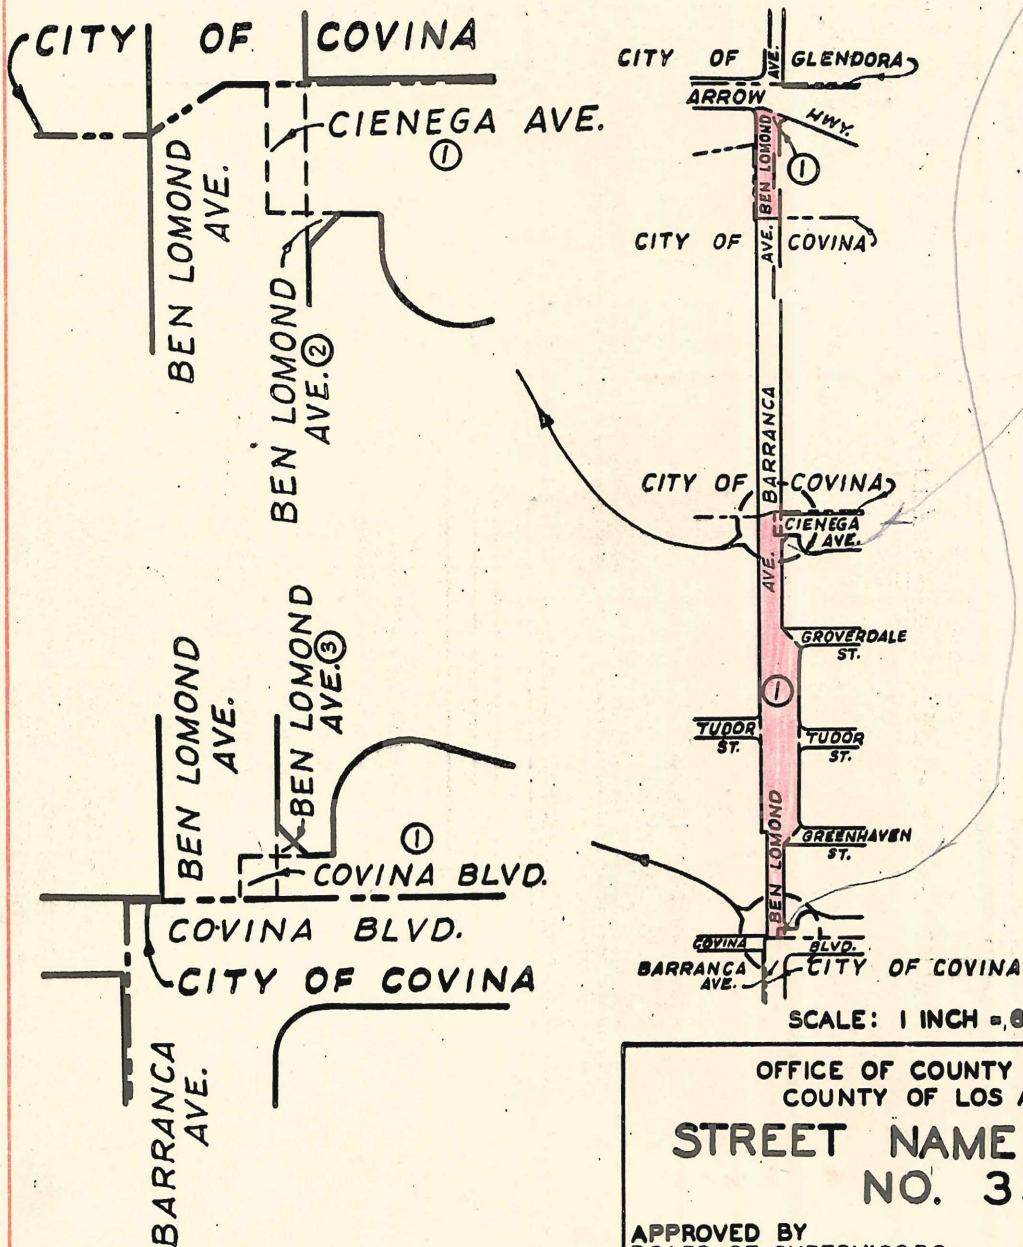 CITY OF COVINA
CIENEGA AVE.
1
BEN LOMOND
AVE.
BEN LOMOND
AVE. 2
BEN LOMOND
AVE.
BEN LOMOND
AVE. 3
1
COVINA BLVD.
COVINA BLVD.
CITY OF COVINA
BARRANCA
AVE.
CITY OF GLENDORA
AVE.
ARROW HWY.
BEN LOMOND
1
AVE.
CITY OF COVINA
BARRANCA
CITY OF COVINA
CIENEGA
AVE.
AVE.
GROVERDALE
ST.
1
TUDOR
ST.
TUDOR
ST.
BEN LOMOND
GREENHAVEN
ST.
COVINA BLVD.
BARRANCA
AVE.
CITY OF COVINA
SCALE: 1 INCH =
OFFICE OF COUNTY
COUNTY OF LOS
STREET NAME
NO. 3
APPROVED BY